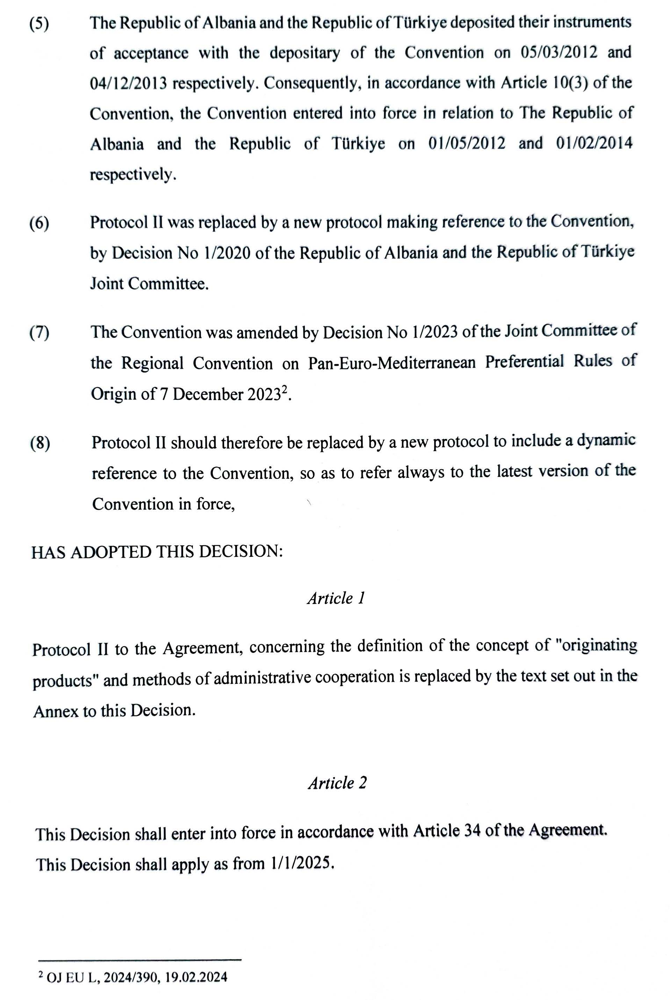 (5) The Republic of Albania and the Republic of Türkiye deposited their instruments
of acceptance with the depositary of the Convention on 05/03/2012 and
04/12/2013 respectively. Consequently, in accordance with Article 10(3) of the
Convention, the Convention entered into force in relation to The Republic of
Albania and the Republic of Türkiye on 01/05/2012 and 01/02/2014
respectively.
(6) Protocol II was replaced by a new protocol making reference to the Convention,
by Decision No 1/2020 of the Republic of Albania and the Republic of Türkiye
Joint Committee.
(7) The Convention was amended by Decision No 1/2023 of the Joint Committee of
the Regional Convention on Pan-Euro-Mediterranean Preferential Rules of
Origin of 7 December 2023².
(8) Protocol II should therefore be replaced by a new protocol to include a dynamic
reference to the Convention, so as to refer always to the latest version of the
Convention in force,
HAS ADOPTED THIS DECISION:
Article 1
Protocol II to the Agreement, concerning the definition of the concept of "originating
products" and methods of administrative cooperation is replaced by the text set out in the
Annex to this Decision.
Article 2
This Decision shall enter into force in accordance with Article 34 of the Agreement.
This Decision shall apply as from 1/1/2025.
² OJ EU L, 2024/390, 19.02.2024